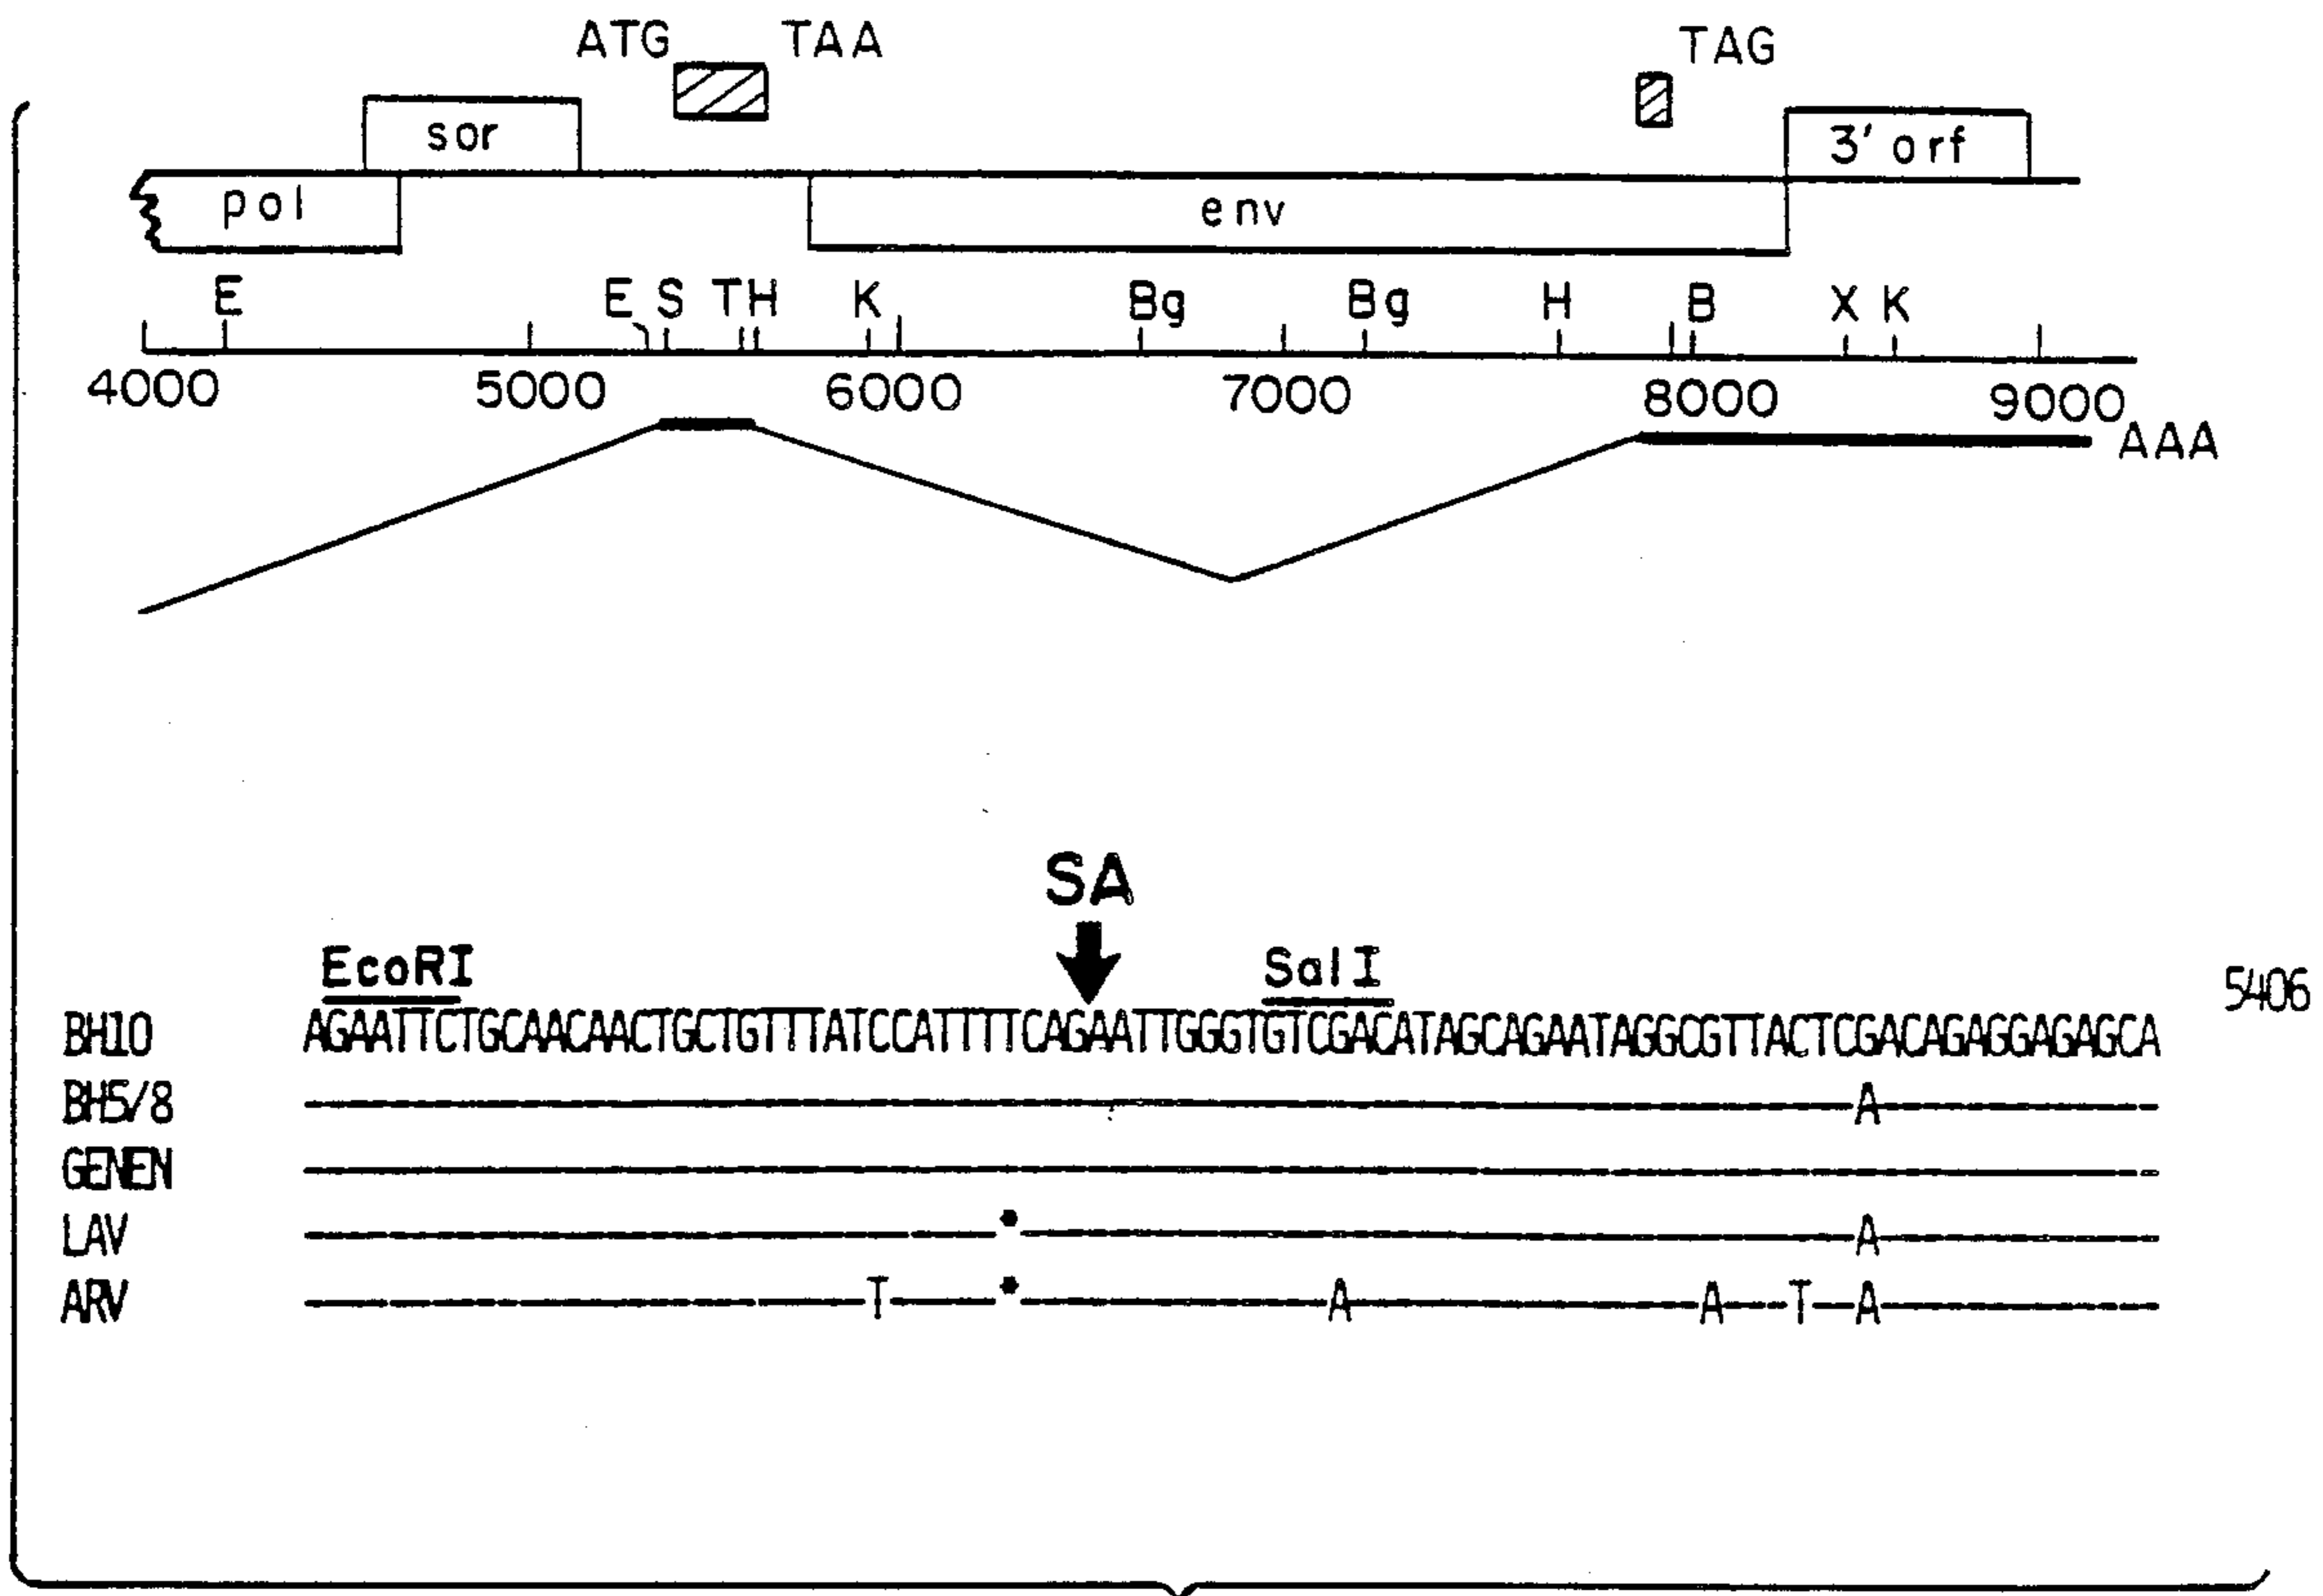 ATG TAA TAG
sor 3' orf
pol env
E E S T H K Bg Bg H B X K
4000 5000 6000 7000 8000 9000
AAA
SA
EcoRI SalI
5406
BH10 AGAATTCTGCAACAACTGCTGTTTATCCATTTTCAGAATTGGGTGTCGACATAGCAGAATAGGCGTTACTCGACAGAGGAGAGCA
BH5/8 A
GENEN
LAV * A
ARV T * A A T A